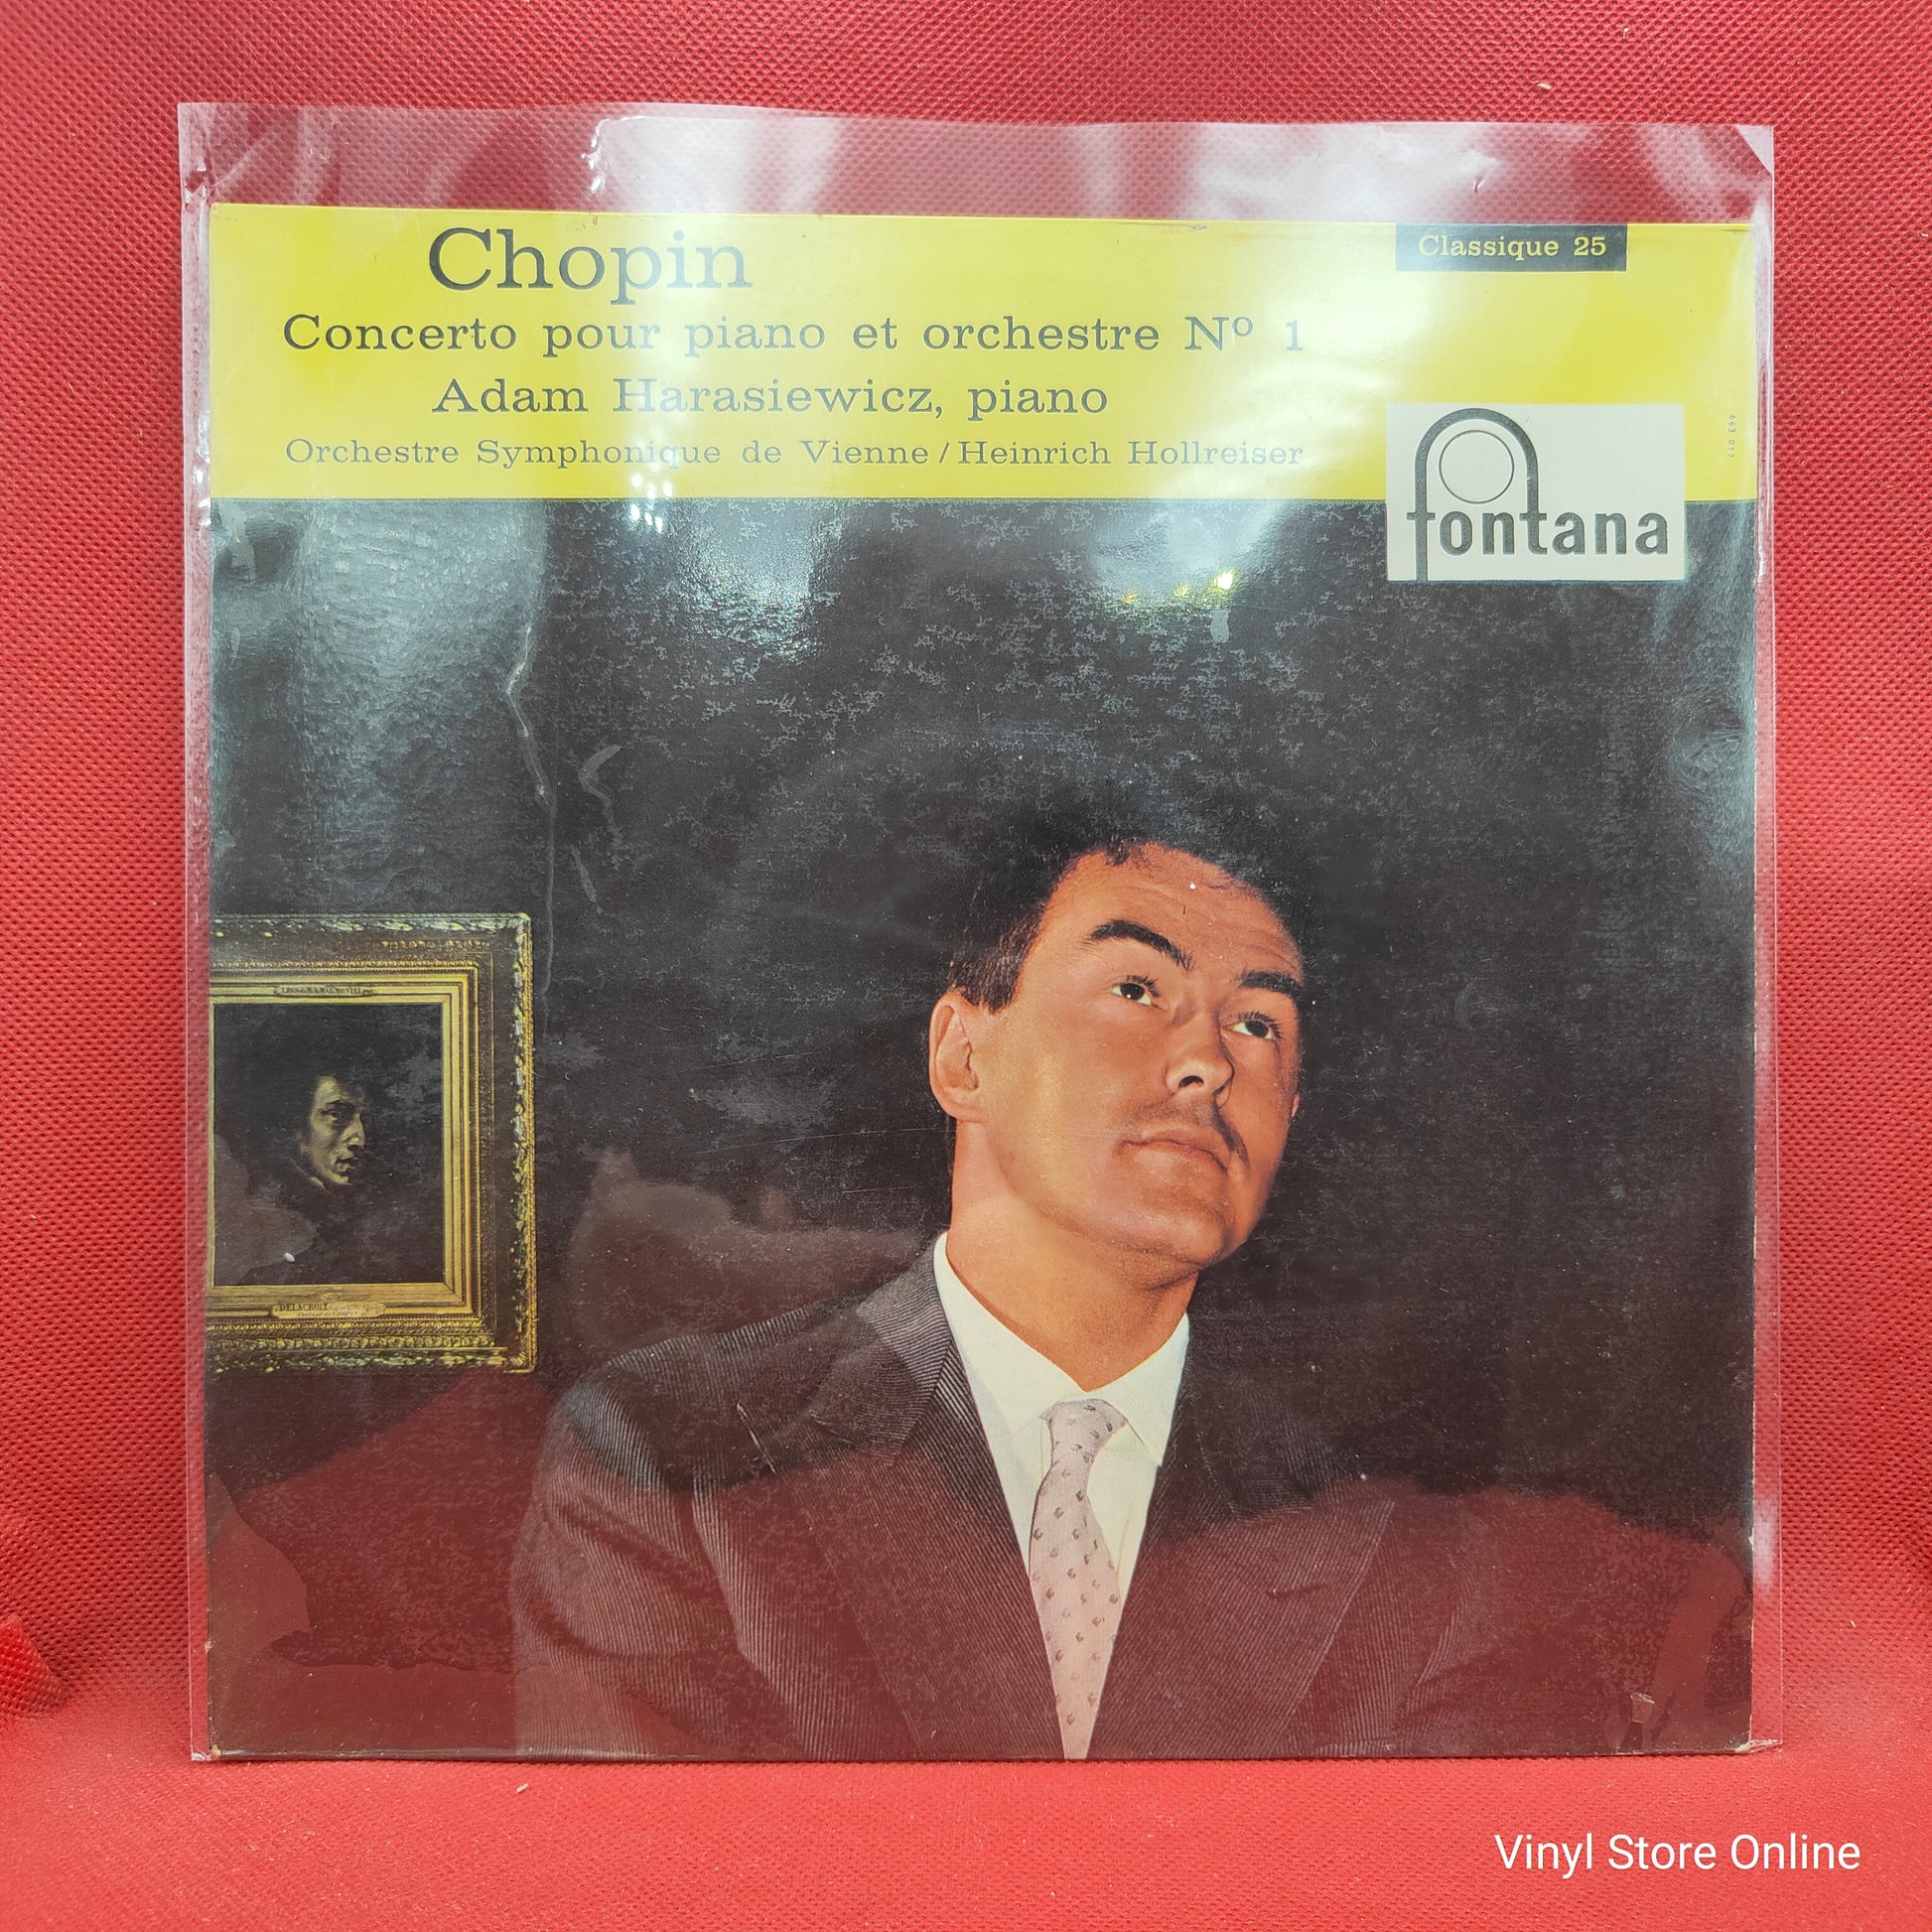 Chopin
Classique 25
Concerto pour piano et orchestre Nº 1
Adam Harasiewicz, piano
Orchestre Symphonique de Vienne / Heinrich Hollreiser
fontana
DELACROIX
Vinyl Store Online